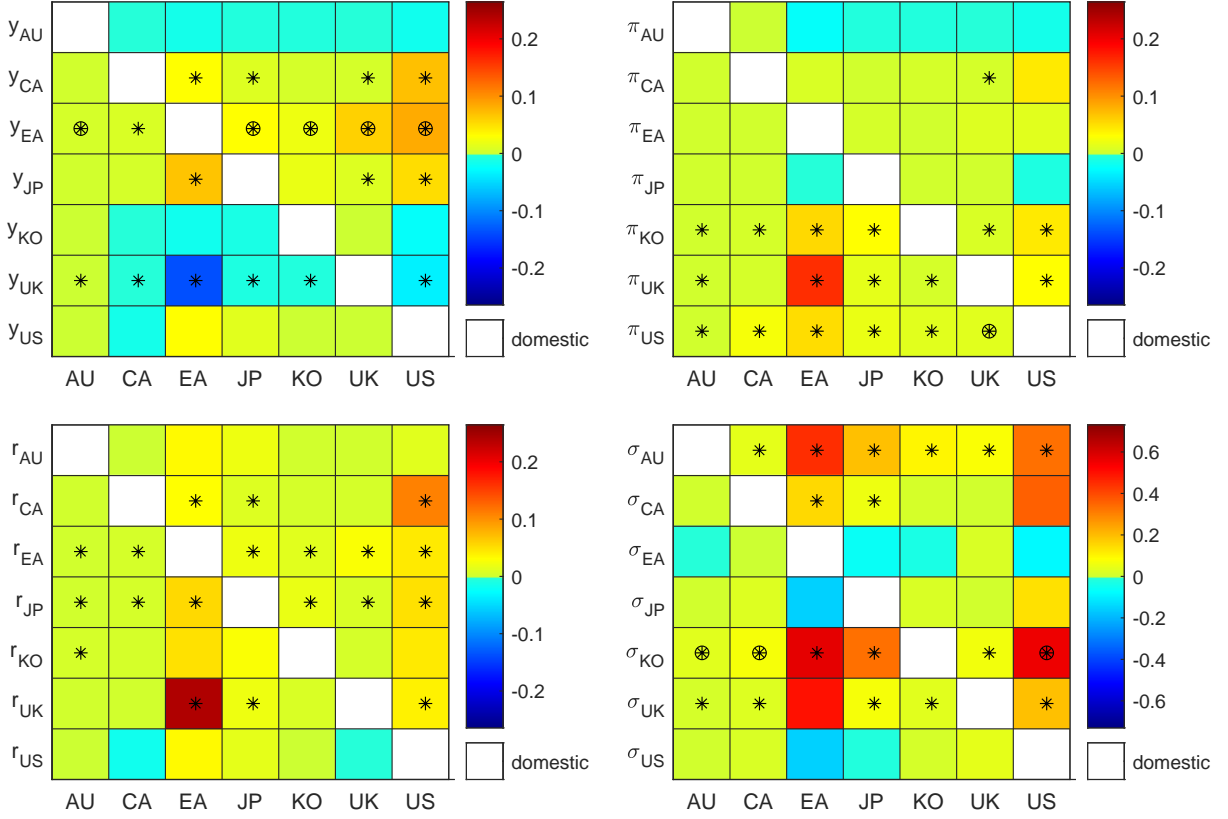 y_AU
y_CA
y_EA
y_JP
y_KO
y_UK
y_US
AU CA EA JP KO UK US
0.2
0.1
0
-0.1
-0.2
domestic
π_AU
π_CA
π_EA
π_JP
π_KO
π_UK
π_US
AU CA EA JP KO UK US
0.2
0.1
0
-0.1
-0.2
domestic
r_AU
r_CA
r_EA
r_JP
r_KO
r_UK
r_US
AU CA EA JP KO UK US
0.2
0.1
0
-0.1
-0.2
domestic
σ_AU
σ_CA
σ_EA
σ_JP
σ_KO
σ_UK
σ_US
AU CA EA JP KO UK US
0.6
0.4
0.2
0
-0.2
-0.4
-0.6
domestic